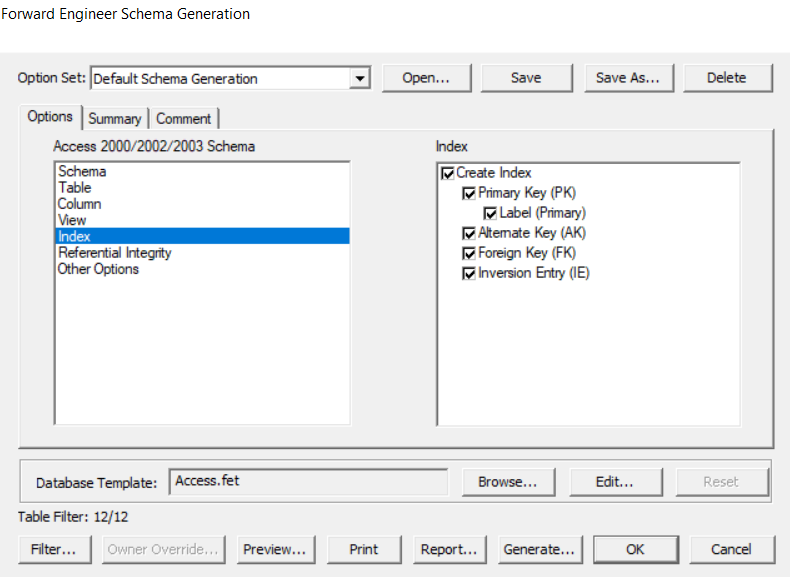 Forward Engineer Schema Generation
Option Set: Default Schema Generation Open... Save Save As... Delete
Options Summary Comment
Access 2000/2002/2003 Schema
Schema
Table
Column
View
Index
Referential Integrity
Other Options
Index
Create Index
Primary Key (PK)
Label (Primary)
Alternate Key (AK)
Foreign Key (FK)
Inversion Entry (IE)
Database Template: Access.fet Browse... Edit... Reset
Table Filter: 12/12
Filter... Owner Override... Preview... Print Report... Generate... OK Cancel